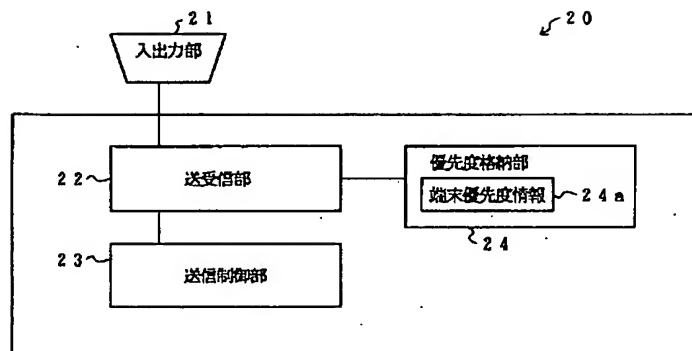 21
20
入出力部
22
送受信部
優先度格納部
端末優先度情報
24a
24
23
送信制御部